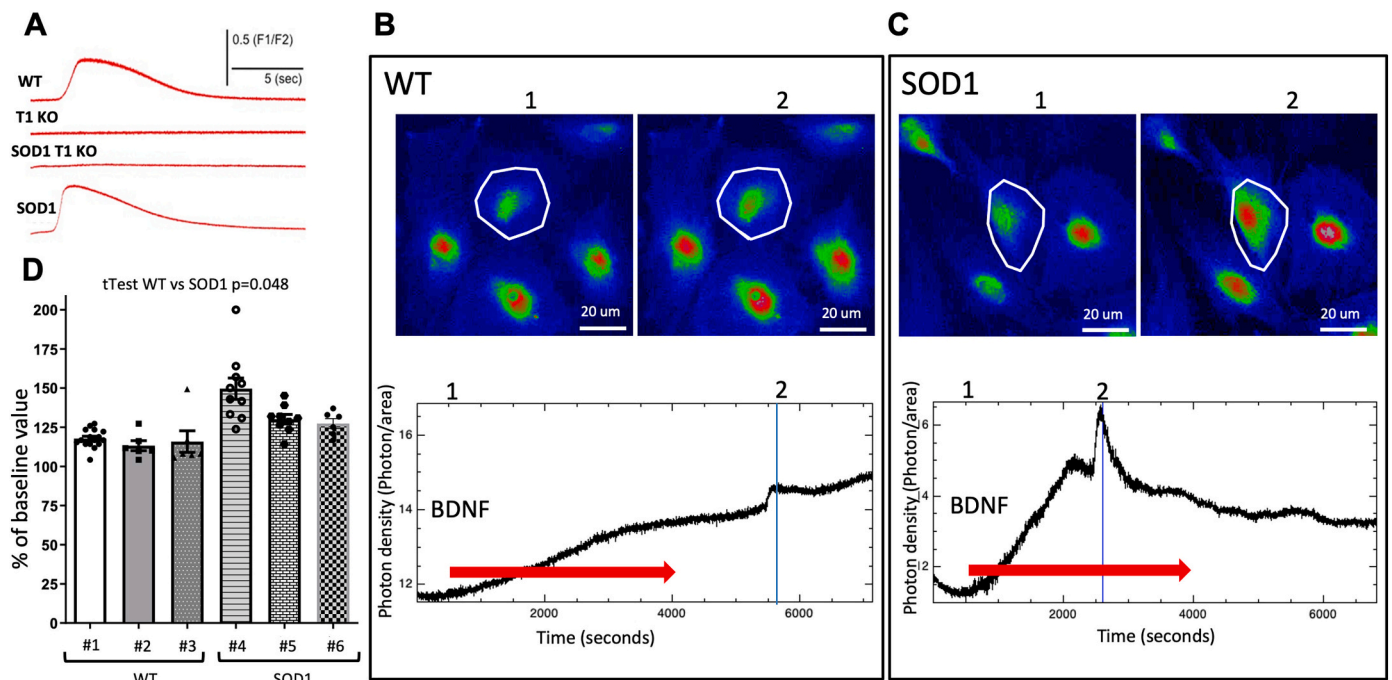 A
0.5 (F1/F2)
5 (sec)
WT
T1 KO
SOD1 T1 KO
SOD1
B
WT
1
2
20 um
20 um
1
2
Photon density (Photon/area)
16
14
12
BDNF
2000
4000
6000
Time (seconds)
C
SOD1
1
2
20 um
20 um
1
2
Photon density (Photon/area)
16
14
12
BDNF
2000
4000
6000
Time (seconds)
D
tTest WT vs SOD1 p=0.048
% of baseline value
200
175
150
125
100
75
50
25
0
#1 #2 #3 #4 #5 #6
WT SOD1